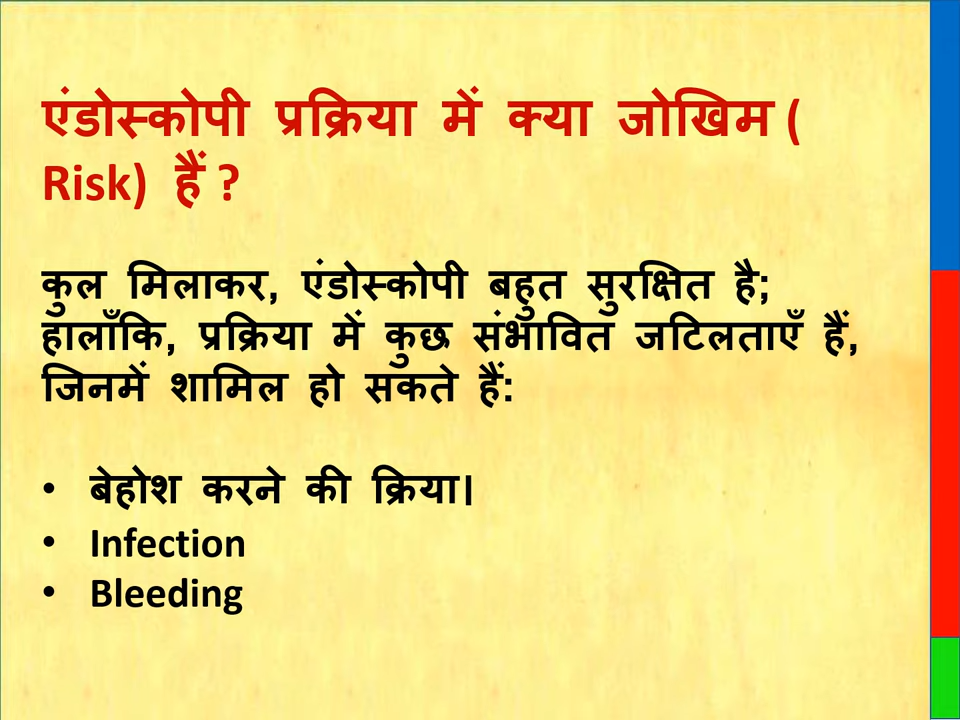 एंडोस्कोपी प्रक्रिया में क्या जोखिम (
Risk) हैं ?
कुल मिलाकर, एंडोस्कोपी बहुत सुरक्षित है;
हालाँकि, प्रक्रिया में कुछ संभावित जटिलताएँ हैं,
जिनमें शामिल हो सकते हैं:
• बेहोश करने की क्रिया।
• Infection
• Bleeding